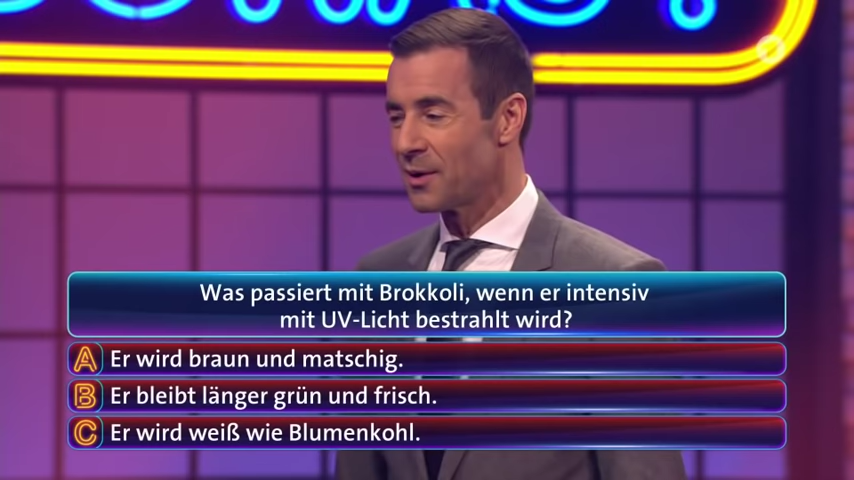 Was passiert mit Brokkoli, wenn er intensiv
mit UV-Licht bestrahlt wird?
A Er wird braun und matschig.
B Er bleibt länger grün und frisch.
C Er wird weiß wie Blumenkohl.